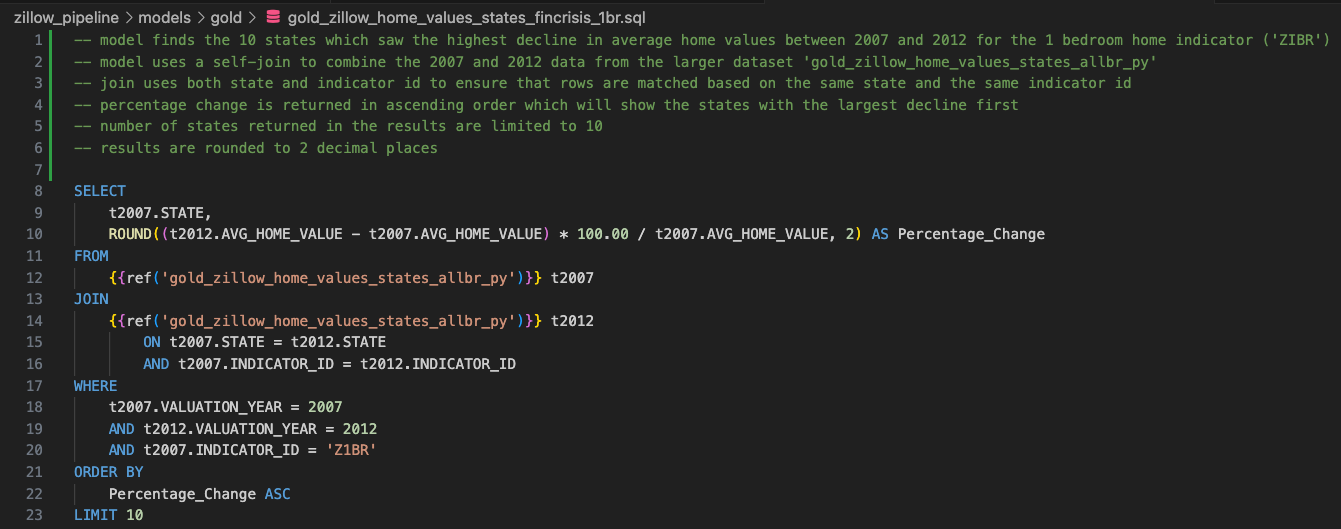 zillow_pipeline > models > gold > gold_zillow_home_values_states_fincrisis_1br.sql
1 -- model finds the 10 states which saw the highest decline in average home values between 2007 and 2012 for the 1 bedroom home indicator ('ZIBR')
2 -- model uses a self-join to combine the 2007 and 2012 data from the larger dataset 'gold_zillow_home_values_states_allbr_py'
3 -- join uses both state and indicator id to ensure that rows are matched based on the same state and the same indicator id
4 -- percentage change is returned in ascending order which will show the states with the largest decline first
5 -- number of states returned in the results are limited to 10
6 -- results are rounded to 2 decimal places
7
8 SELECT
9     t2007.STATE,
10     ROUND((t2012.AVG_HOME_VALUE - t2007.AVG_HOME_VALUE) * 100.00 / t2007.AVG_HOME_VALUE, 2) AS Percentage_Change
11 FROM
12     {{ref('gold_zillow_home_values_states_allbr_py')}} t2007
13 JOIN
14     {{ref('gold_zillow_home_values_states_allbr_py')}} t2012
15         ON t2007.STATE = t2012.STATE
16         AND t2007.INDICATOR_ID = t2012.INDICATOR_ID
17 WHERE
18     t2007.VALUATION_YEAR = 2007
19     AND t2012.VALUATION_YEAR = 2012
20     AND t2007.INDICATOR_ID = 'Z1BR'
21 ORDER BY
22     Percentage_Change ASC
23 LIMIT 10